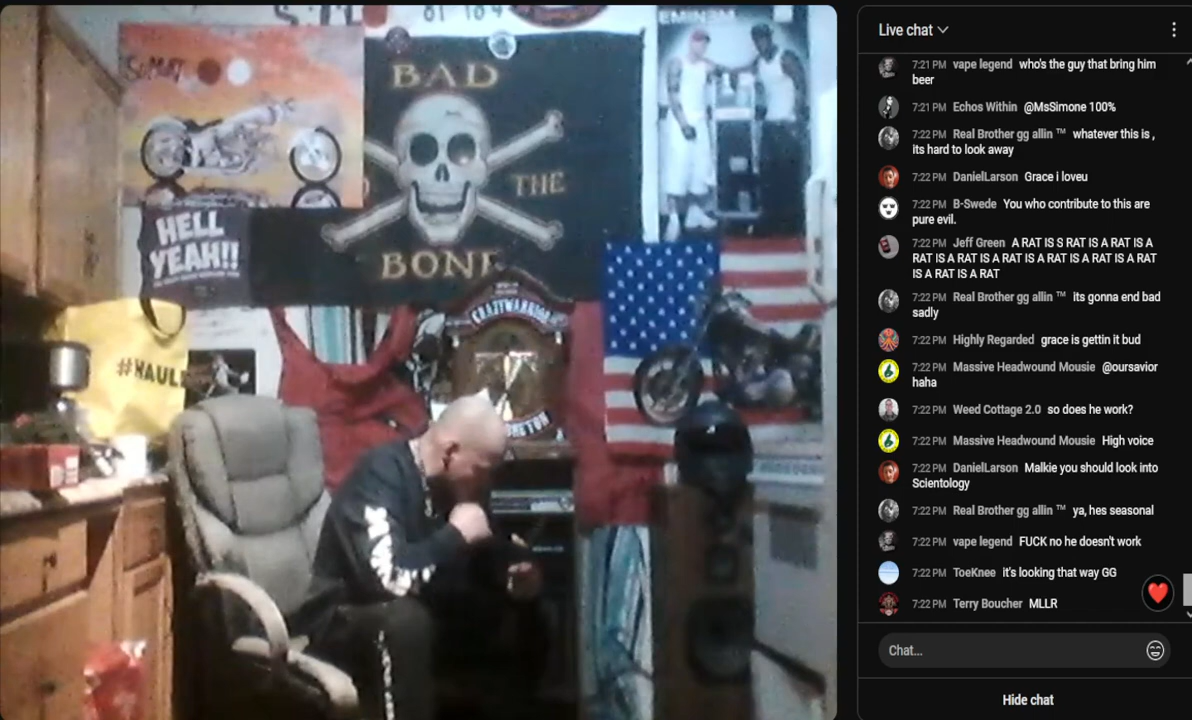 BAD
THE
BONE
EMINEM
HELL
YEAH!!
Live chat
7:21 PM vape legend who's the guy that bring him
beer
7:21 PM Echos Within @MsSimone 100%
7:22 PM Real Brother gg allin ™ whatever this is ,
its hard to look away
7:22 PM DanielLarson Grace i loveu
7:22 PM B-Swede You who contribute to this are
pure evil.
7:22 PM Jeff Green A RAT IS S RAT IS A RAT IS A
RAT IS A RAT IS A RAT IS A RAT IS A RAT IS A RAT
IS A RAT IS A RAT
7:22 PM Real Brother gg allin ™ its gonna end bad
sadly
7:22 PM Highly Regarded grace is gettin it bud
7:22 PM Massive Headwound Mousie @oursavior
haha
7:22 PM Weed Cottage 2.0 so does he work?
7:22 PM Massive Headwound Mousie High voice
7:22 PM DanielLarson Malkie you should look into
Scientology
7:22 PM Real Brother gg allin ™ ya, hes seasonal
7:22 PM vape legend FUCK no he doesn't work
7:22 PM ToeKnee it's looking that way GG
7:22 PM Terry Boucher MLLR
Chat...
Hide chat